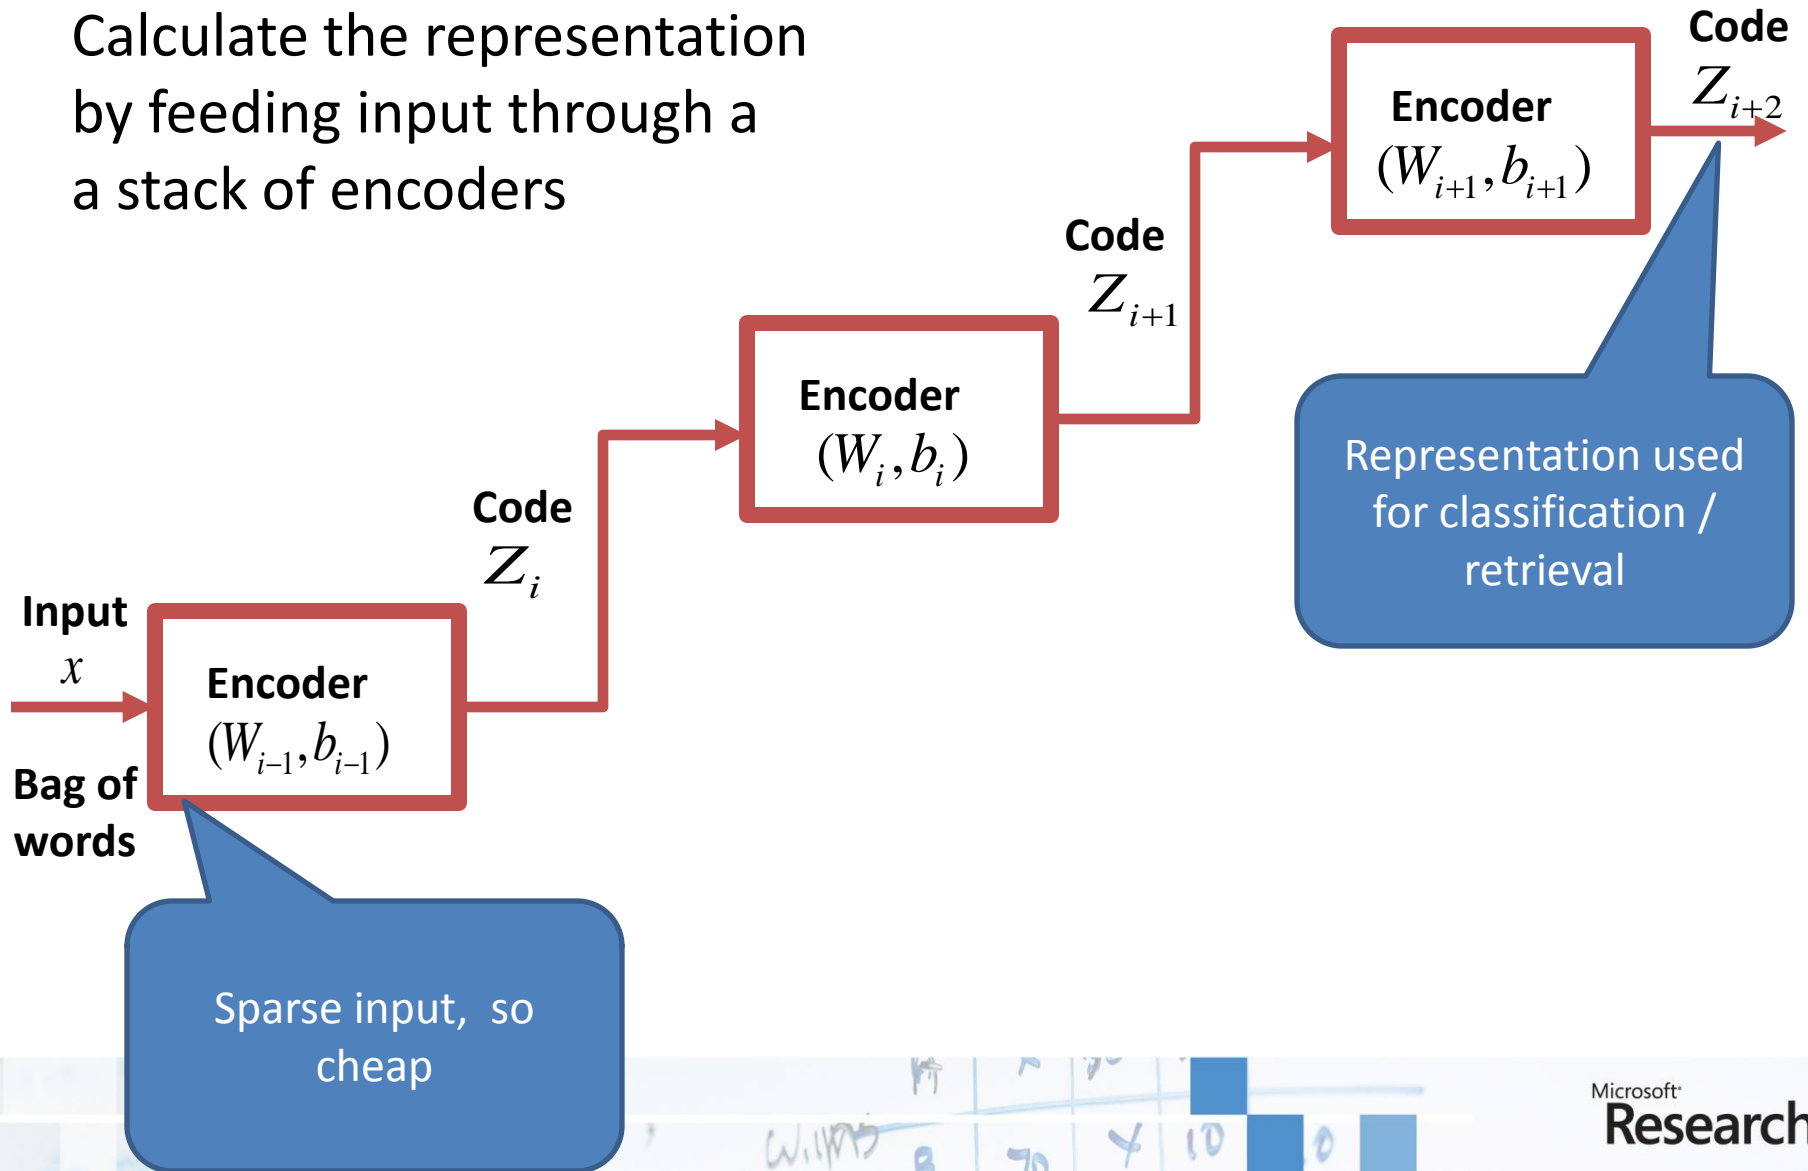 Calculate the representation
by feeding input through a
a stack of encoders
Code
Z_{i+2}
Encoder
(W_{i+1}, b_{i+1})
Code
Z_{i+1}
Encoder
(W_i, b_i)
Representation used
for classification /
retrieval
Code
Z_i
Input
x
Encoder
(W_{i-1}, b_{i-1})
Bag of
words
Sparse input, so
cheap
Microsoft
Research